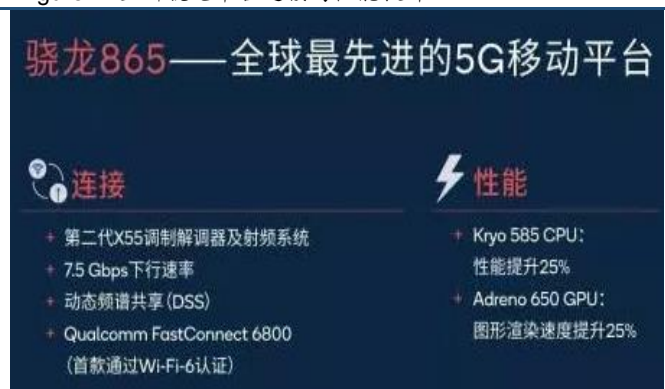 骁龙865——全球最先进的5G移动平台
连接
+ 第二代X55调制解调器及射频系统
+ 7.5 Gbps下行速率
+ 动态频谱共享(DSS)
+ Qualcomm FastConnect 6800
(首款通过Wi-Fi-6认证)
性能
+ Kryo 585 CPU:
性能提升25%
+ Adreno 650 GPU:
图形渲染速度提升25%